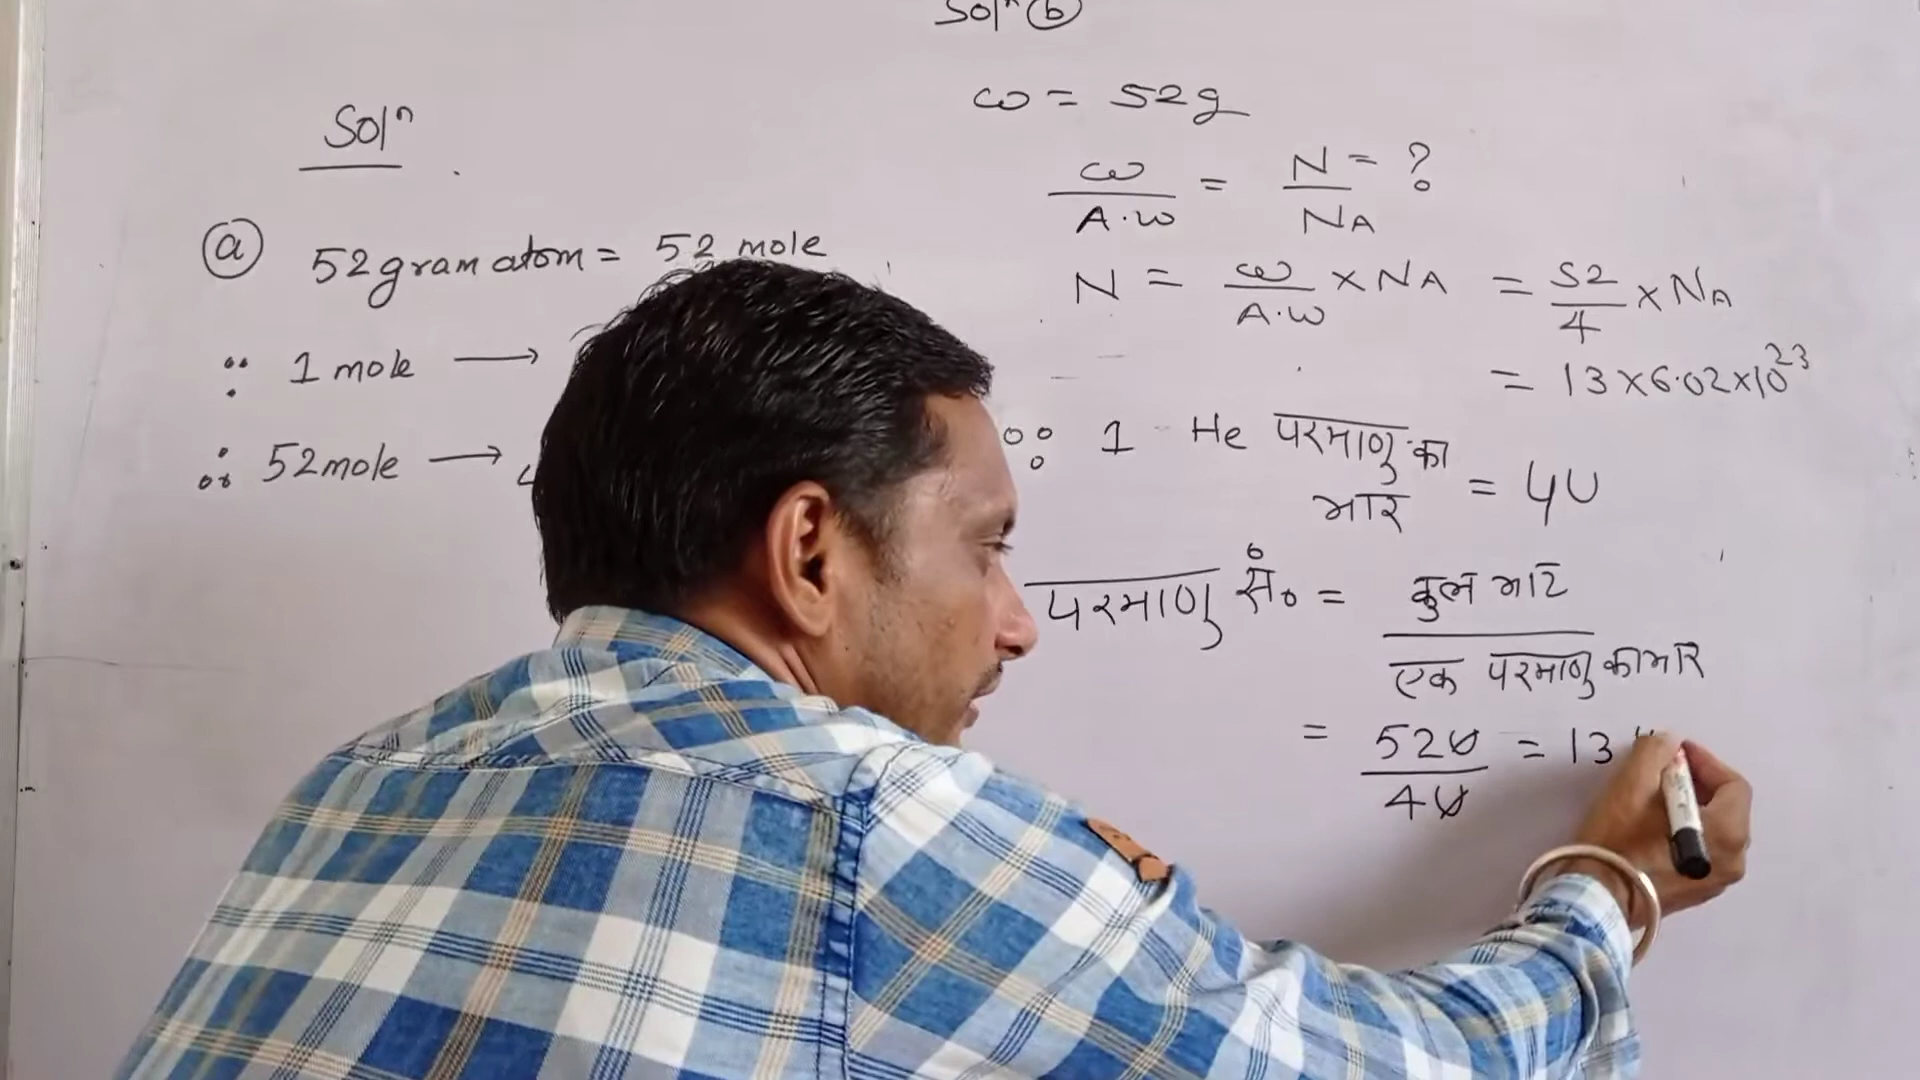 Solⁿ
ⓐ 52 gram atom = 52 mole
∵ 1 mole ⟶
∴ 52 mole ⟶
Solⁿ ⓑ
ω = 52g
ω/A.ω = N/NA = ?
N = ω/A.ω × NA = 52/4 × NA
= 13 × 6.02 × 10²³
∵ 1 He परमाणु का
भार = 4U
परमाणु सं० = कुल भार / एक परमाणु का भार
= 52U/4U = 13